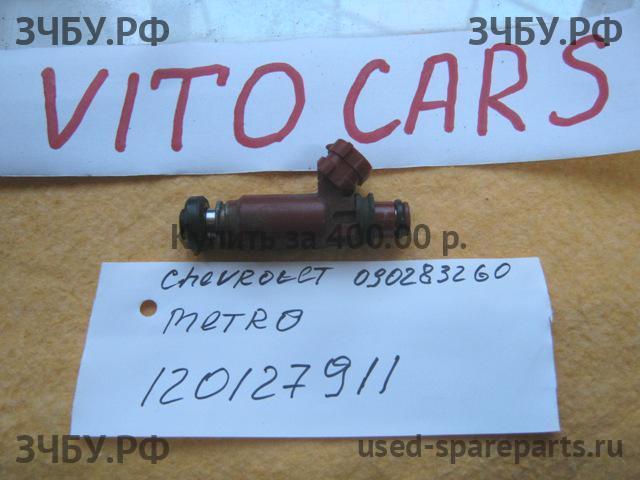 ЗЧБУ.РФ ЗЧБУ.РФ
VITO CARS
Купить за 400.00 р.
CHEVROLET 090283260
METRO
120127911
ЗЧБУ.РФ used-spareparts.ru